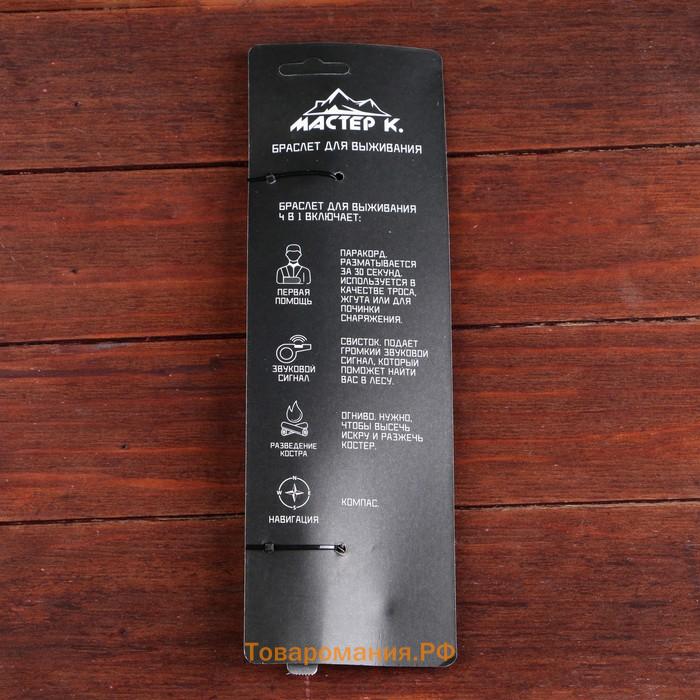 МАСТЕР К.
БРАСЛЕТ ДЛЯ ВЫЖИВАНИЯ
БРАСЛЕТ ДЛЯ ВЫЖИВАНИЯ
4 В 1 ВКЛЮЧАЕТ:
ПЕРВАЯ
ПОМОЩЬ
ПАРАКОРД.
РАЗМАТЫВАЕТСЯ
ЗА 30 СЕКУНД.
ИСПОЛЬЗУЕТСЯ В
КАЧЕСТВЕ ТРОСА,
ЖГУТА ИЛИ ДЛЯ
ПОЧИНКИ
СНАРЯЖЕНИЯ.
ЗВУКОВОЙ
СИГНАЛ
СВИСТОК. ПОДАЕТ
ГРОМКИЙ ЗВУКОВОЙ
СИГНАЛ, КОТОРЫЙ
ПОМОЖЕТ НАЙТИ
ВАС В ЛЕСУ.
РАЗВЕДЕНИЕ
КОСТРА
ОГНИВО. НУЖНО,
ЧТОБЫ ВЫСЕЧЬ
ИСКРУ И РАЗЖЕЧЬ
КОСТЕР.
N
W E
S
НАВИГАЦИЯ
КОМПАС.
Товаромания.РФ